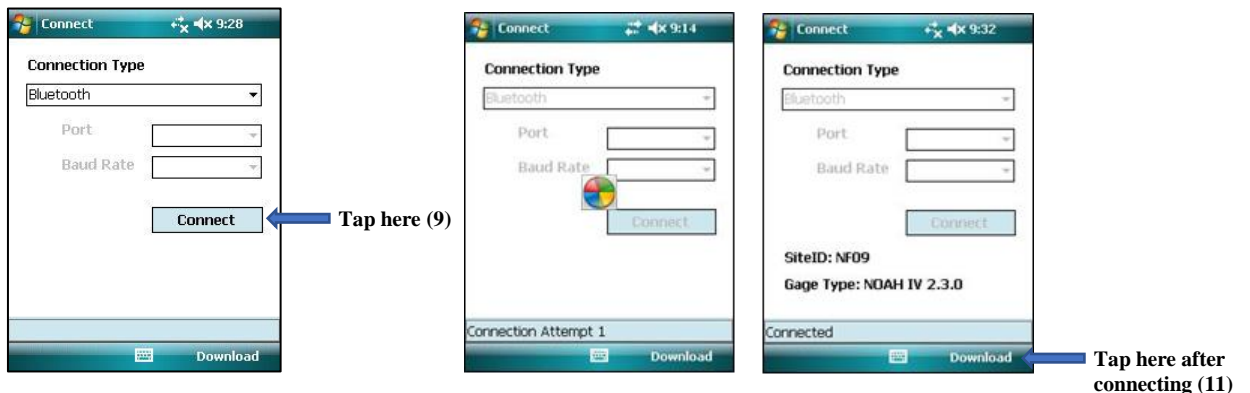 Connect 9:28
Connection Type
Bluetooth
Port
Baud Rate
Connect
Download
Tap here (9)
Connect 9:14
Connection Type
Bluetooth
Port
Baud Rate
Connect
Connection Attempt 1
Download
Connect 9:32
Connection Type
Bluetooth
Port
Baud Rate
Connect
SiteID: NF09
Gage Type: NOAH IV 2.3.0
Connected
Download
Tap here after
connecting (11)